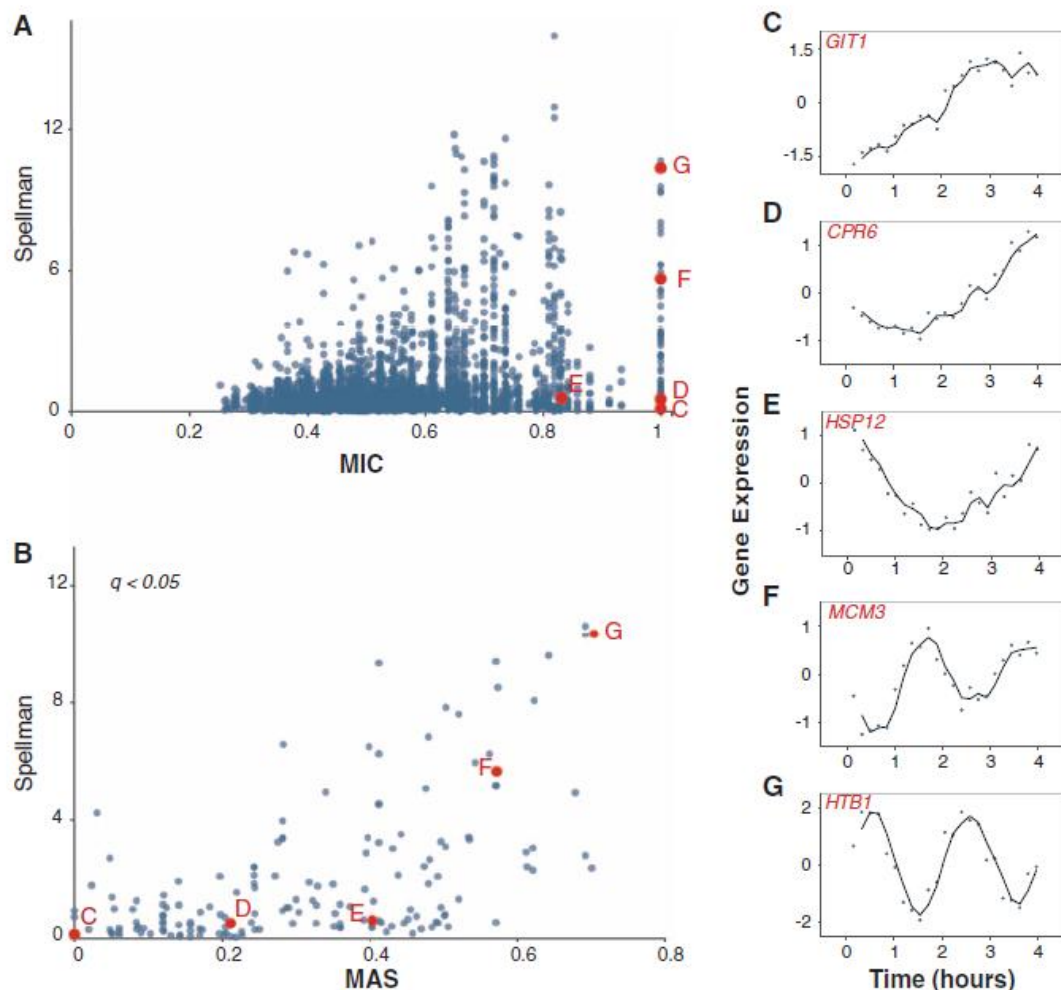 A
Spellman
12
6
0
G
F
E
D
C
0
0.2
0.4
0.6
0.8
1
MIC
B
q < 0.05
Spellman
12
8
4
0
G
F
E
D
C
0.2
0.4
0.6
0.8
MAS
Gene Expression
C
GIT1
1.5
0
-1.5
0 1 2 3 4
D
CPR6
1
0
-1
0 1 2 3 4
E
HSP12
1
0
-1
0 1 2 3 4
F
MCM3
1
0
-1
0 1 2 3 4
G
HTB1
2
0
-2
0 1 2 3 4
Time (hours)